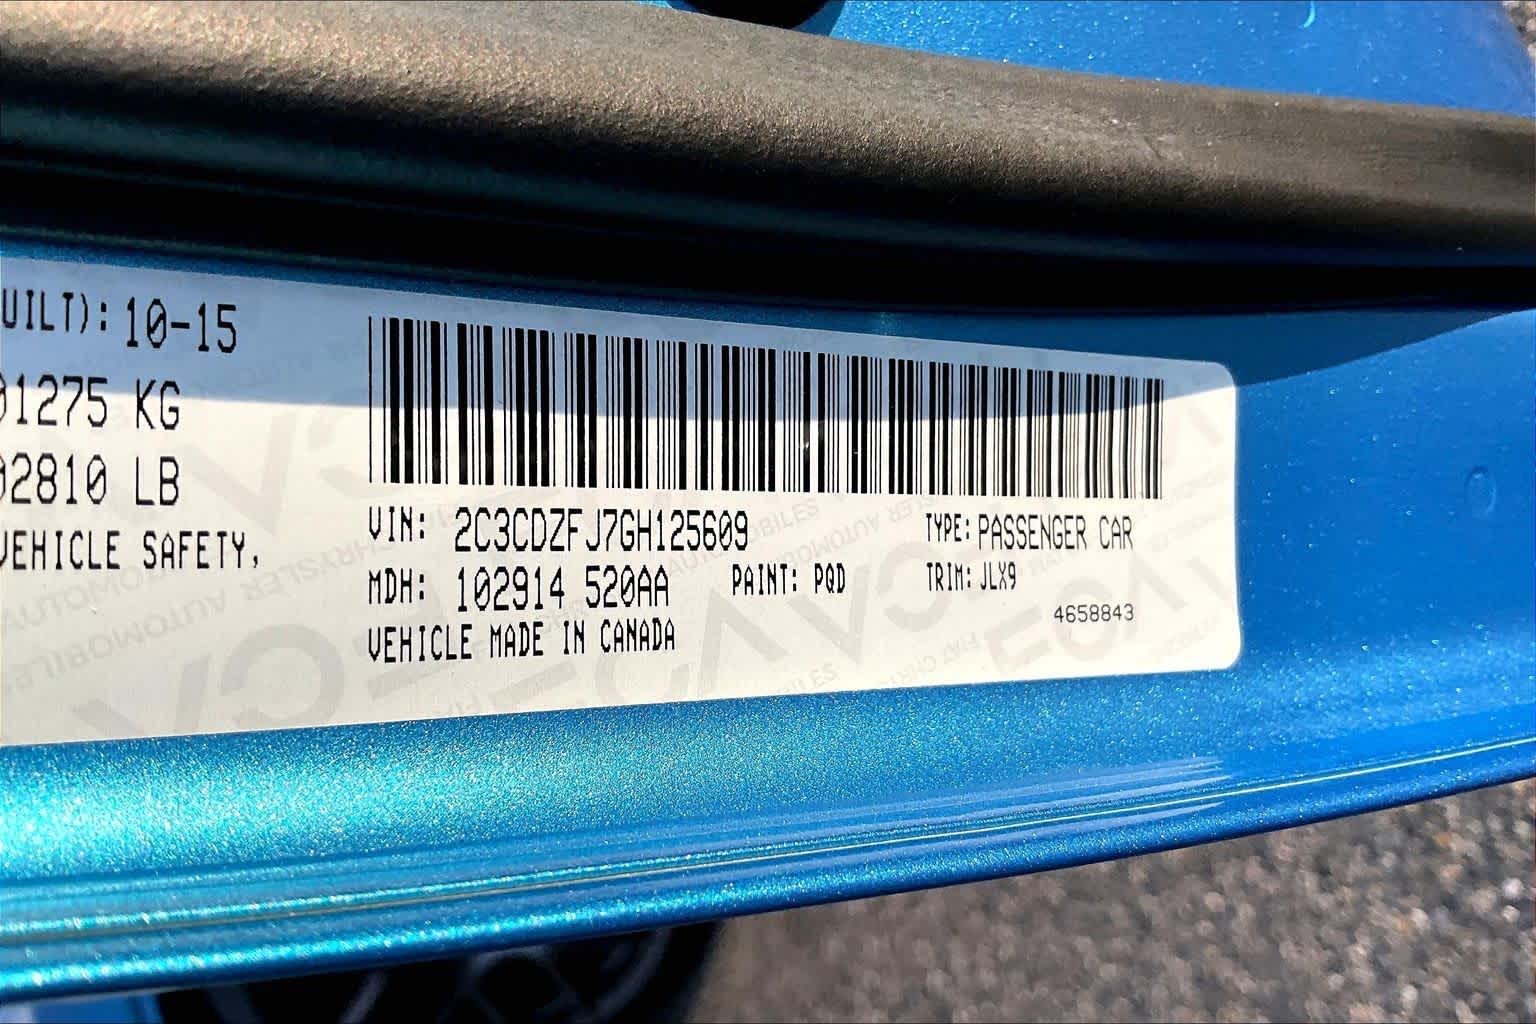 UILT): 10-15
01275 KG
02810 LB
VEHICLE SAFETY,
VIN: 2C3CDZFJ7GH125609
TYPE: PASSENGER CAR
MDH: 102914 520AA
PAINT: PQD
TRIM: JLX9
VEHICLE MADE IN CANADA
4658843